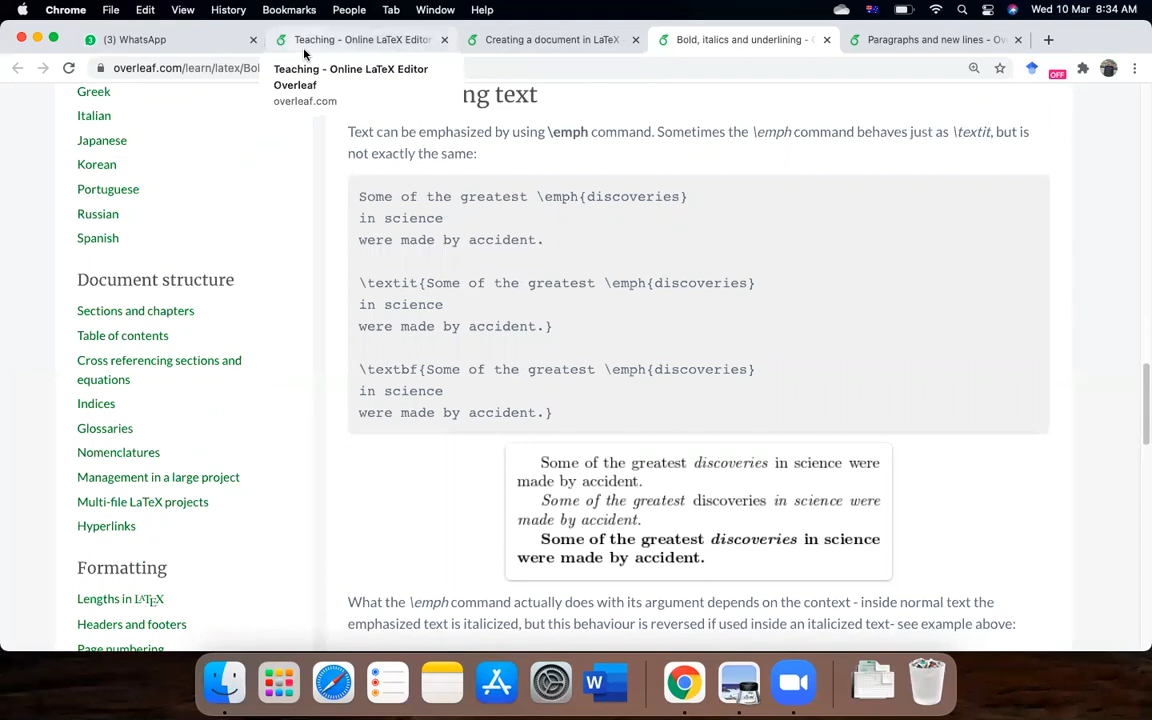 Chrome File Edit View History Bookmarks People Tab Window Help Wed 10 Mar 8:34 AM
(3) WhatsApp Teaching - Online LaTeX Editor Creating a document in LaTeX - Bold, italics and underlining - Paragraphs and new lines - Ov
overleaf.com/learn/latex/Bol OFF
Teaching - Online LaTeX Editor
Overleaf
overleaf.com
Greek
Italian
Japanese
Korean
Portuguese
Russian
Spanish
Document structure
Sections and chapters
Table of contents
Cross referencing sections and
equations
Indices
Glossaries
Nomenclatures
Management in a large project
Multi-file LaTeX projects
Hyperlinks
Formatting
Lengths in LATEX
Headers and footers
Page numbering
ng text
Text can be emphasized by using \emph command. Sometimes the \emph command behaves just as \textit, but is
not exactly the same:
Some of the greatest \emph{discoveries}
in science
were made by accident.
\textit{Some of the greatest \emph{discoveries}
in science
were made by accident.}
\textbf{Some of the greatest \emph{discoveries}
in science
were made by accident.}
Some of the greatest discoveries in science were
made by accident.
Some of the greatest discoveries in science were
made by accident.
Some of the greatest discoveries in science
were made by accident.
What the \emph command actually does with its argument depends on the context - inside normal text the
emphasized text is italicized, but this behaviour is reversed if used inside an italicized text- see example above:
W